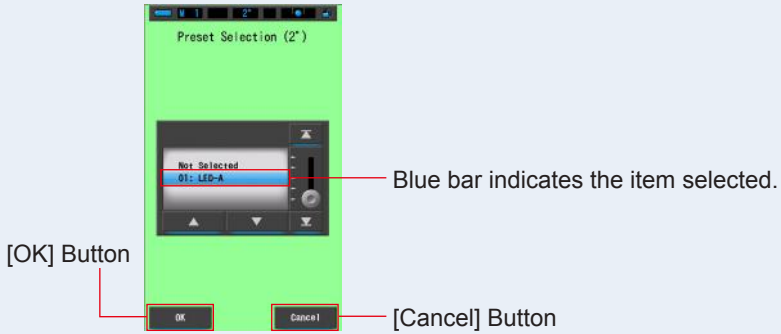 M 1 2°
Preset Selection (2°)
Not Selected
01: LED-A
Blue bar indicates the item selected.
[OK] Button
OK
Cancel
[Cancel] Button